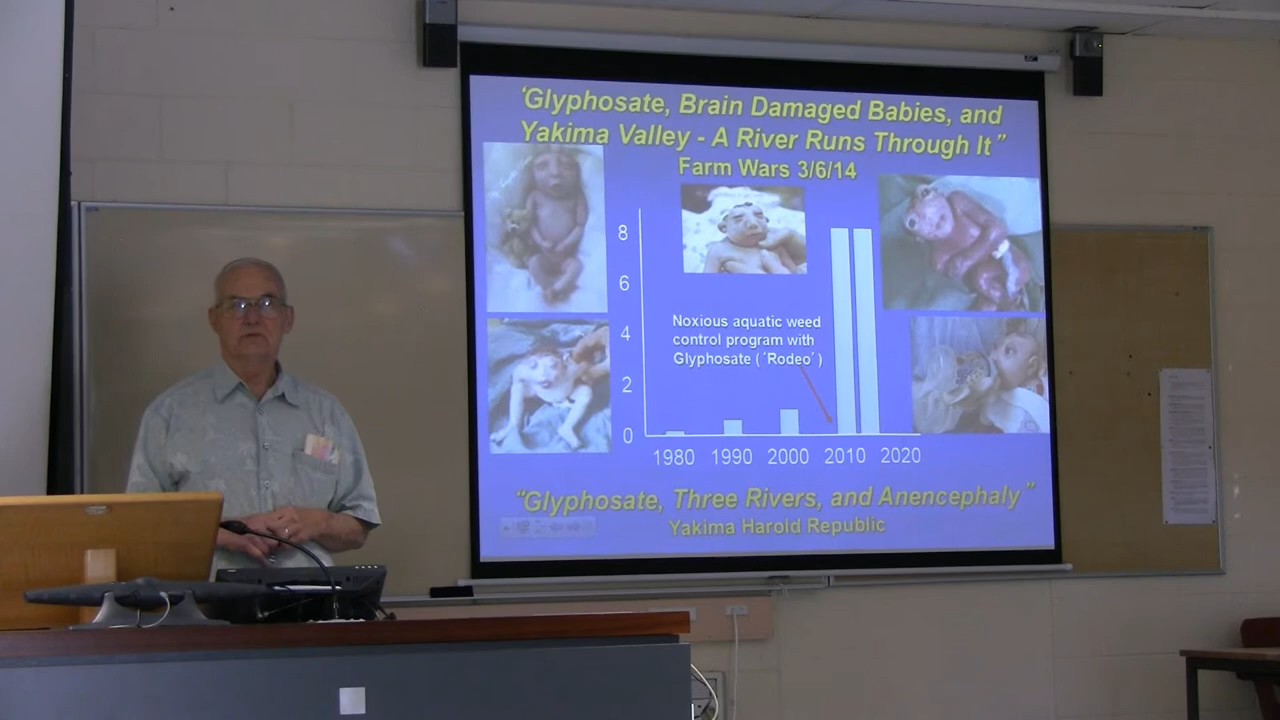 ‘Glyphosate, Brain Damaged Babies, and
Yakima Valley - A River Runs Through It”
Farm Wars 3/6/14
8
6
4
2
0
Noxious aquatic weed
control program with
Glyphosate (´Rodeo´)
1980 1990 2000 2010 2020
“Glyphosate, Three Rivers, and Anencephaly”
Yakima Harold Republic